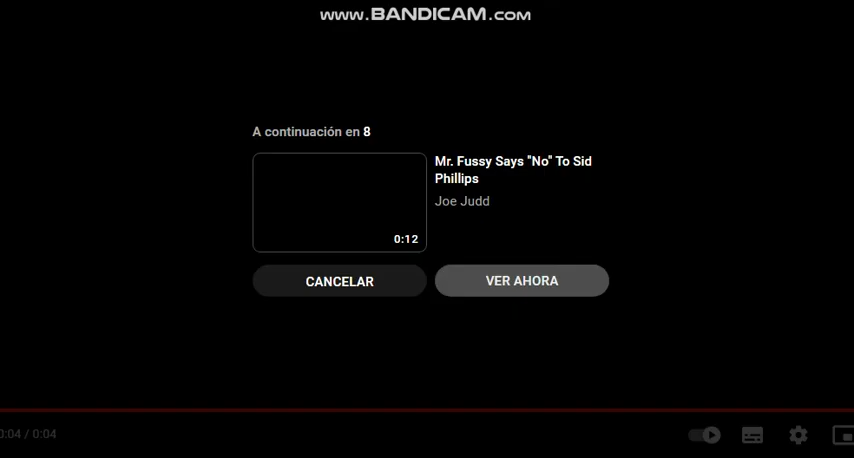 www.BANDICAM.com
A continuación en 8
Mr. Fussy Says "No" To Sid
Phillips
Joe Judd
0:12
CANCELAR
VER AHORA
0:04 / 0:04